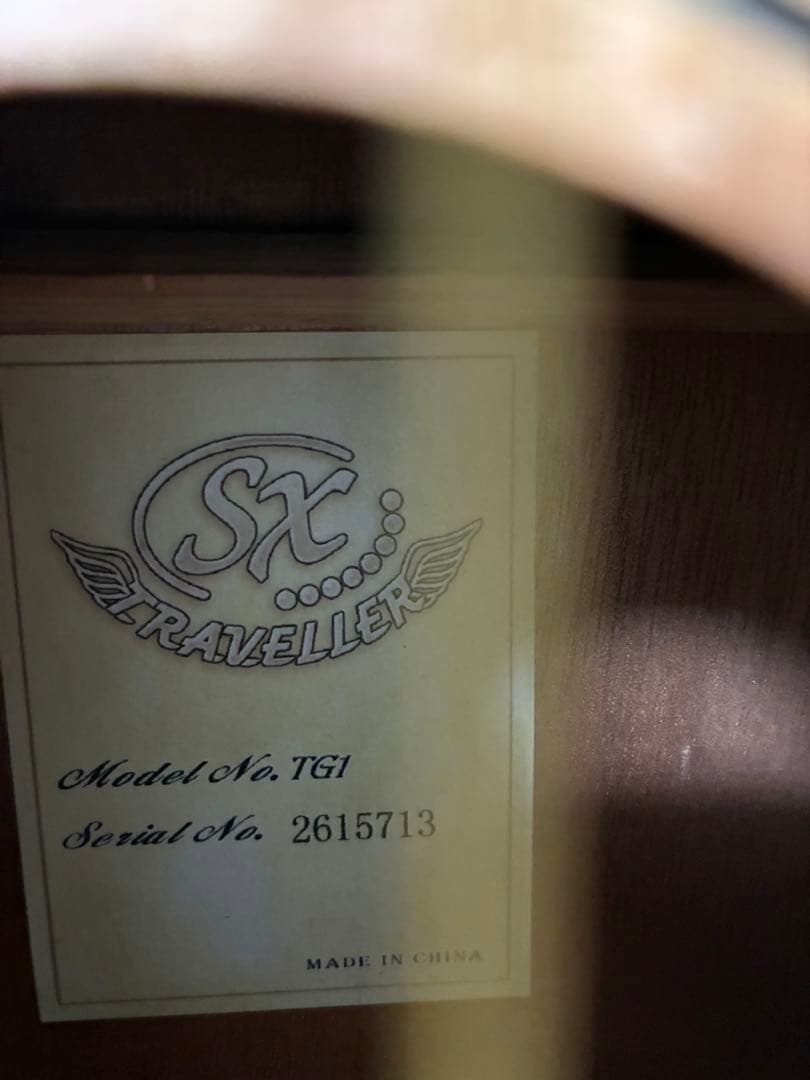 SX
TRAVELLER
Model No. TG1
Serial No. 2615713
MADE IN CHINA